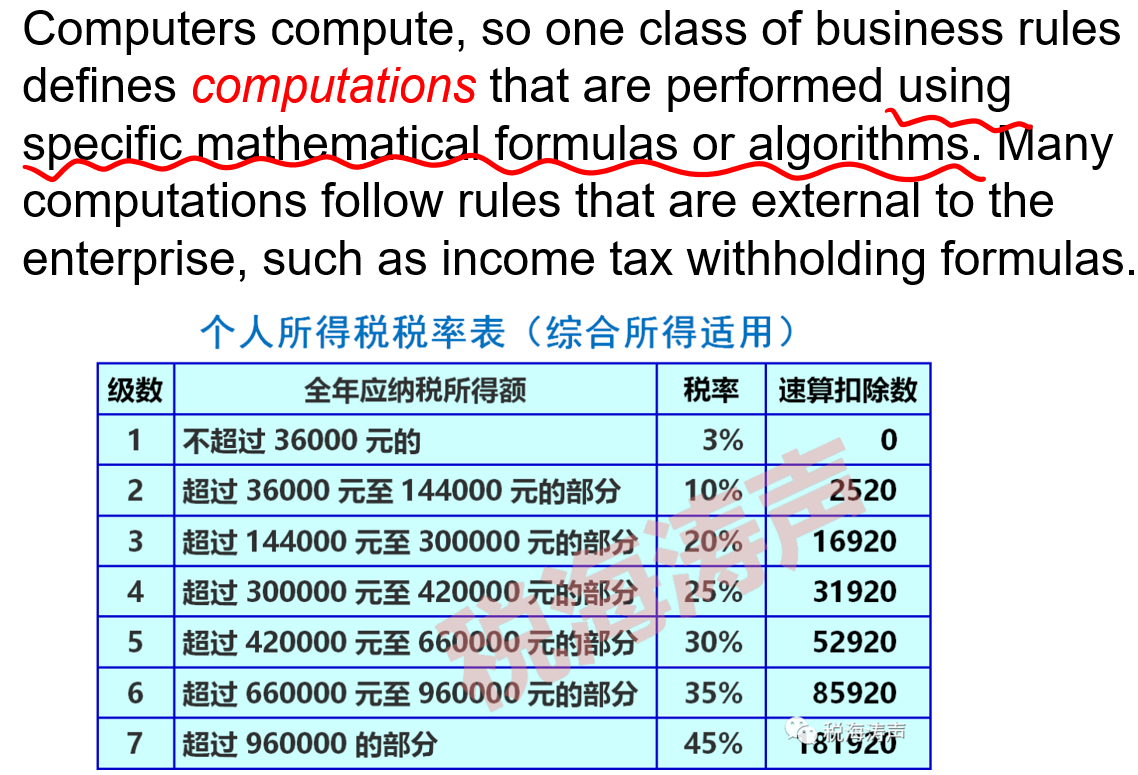 Computers compute, so one class of business rules
defines computations that are performed using
specific mathematical formulas or algorithms. Many
computations follow rules that are external to the
enterprise, such as income tax withholding formulas.
个人所得税税率表（综合所得适用）
级数 全年应纳税所得额 税率 速算扣除数
1 不超过 36000 元的 3% 0
2 超过 36000 元至 144000 元的部分 10% 2520
3 超过 144000 元至 300000 元的部分 20% 16920
4 超过 300000 元至 420000 元的部分 25% 31920
5 超过 420000 元至 660000 元的部分 30% 52920
6 超过 660000 元至 960000 元的部分 35% 85920
7 超过 960000 的部分 45% 181920
税海涛声
税海涛声